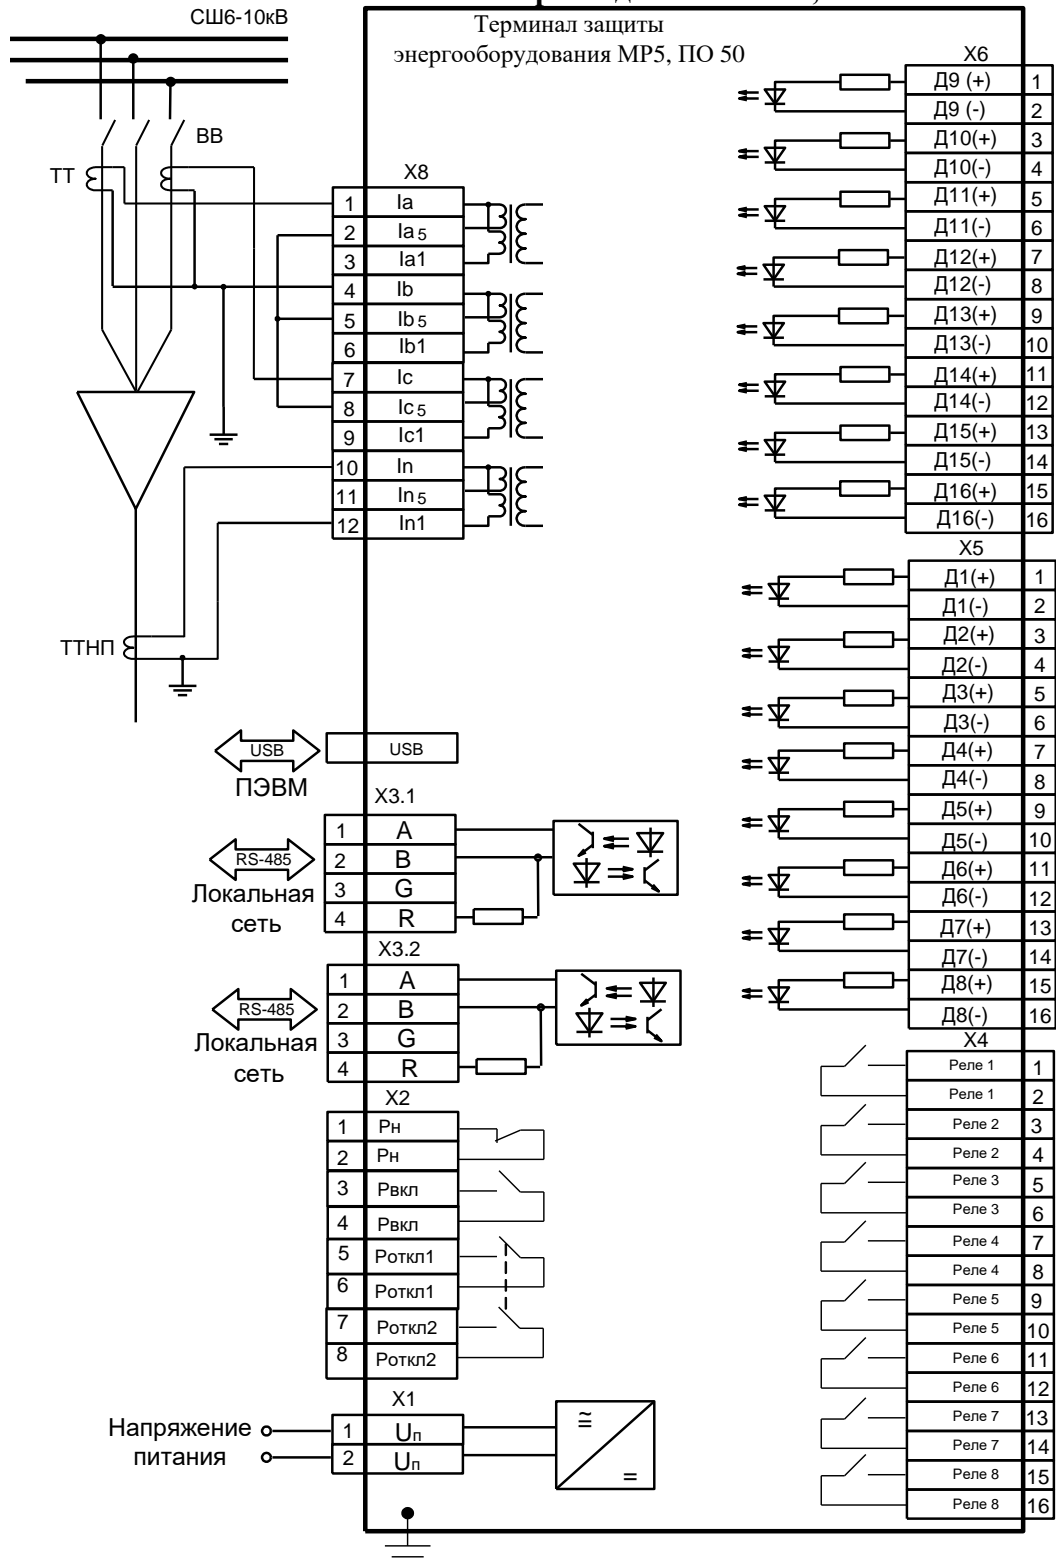 СШ6-10кВ
Терминал защиты
энергооборудования МР5, ПО 50
ВВ
ТТ
X8
1 Ia
2 Ia5
3 Ia1
4 Ib
5 Ib5
6 Ib1
7 Ic
8 Ic5
9 Ic1
10 In
11 In5
12 In1
ТТНП
USB USB
ПЭВМ
X3.1
1 A
2 B
3 G
4 R
RS-485
Локальная
сеть
X3.2
1 A
2 B
3 G
4 R
RS-485
Локальная
сеть
X2
1 Рн
2 Рн
3 Рвкл
4 Рвкл
5 Роткл1
6 Роткл1
7 Роткл2
8 Роткл2
X1
1 Uп
2 Uп
Напряжение
питания
X6
Д9 (+) 1
Д9 (-) 2
Д10(+) 3
Д10(-) 4
Д11(+) 5
Д11(-) 6
Д12(+) 7
Д12(-) 8
Д13(+) 9
Д13(-) 10
Д14(+) 11
Д14(-) 12
Д15(+) 13
Д15(-) 14
Д16(+) 15
Д16(-) 16
X5
Д1(+) 1
Д1(-) 2
Д2(+) 3
Д2(-) 4
Д3(+) 5
Д3(-) 6
Д4(+) 7
Д4(-) 8
Д5(+) 9
Д5(-) 10
Д6(+) 11
Д6(-) 12
Д7(+) 13
Д7(-) 14
Д8(+) 15
Д8(-) 16
X4
Реле 1 1
Реле 1 2
Реле 2 3
Реле 2 4
Реле 3 5
Реле 3 6
Реле 4 7
Реле 4 8
Реле 5 9
Реле 5 10
Реле 6 11
Реле 6 12
Реле 7 13
Реле 7 14
Реле 8 15
Реле 8 16